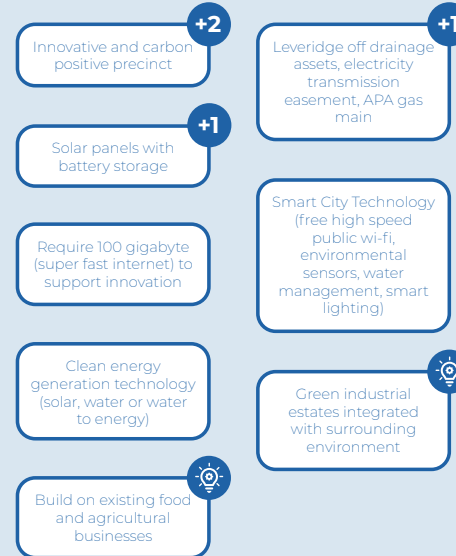 +2
Innovative and carbon
positive precinct
+1
Solar panels with
battery storage
Require 100 gigabyte
(super fast internet) to
support innovation
Clean energy
generation technology
(solar, water or water
to energy)
Build on existing food
and agricultural
businesses
+1
Leveridge off drainage
assets, electricity
transmission
easement, APA gas
main
Smart City Technology
(free high speed
public wi-fi,
environmental
sensors, water
management, smart
lighting)
Green industrial
estates integrated
with surrounding
environment